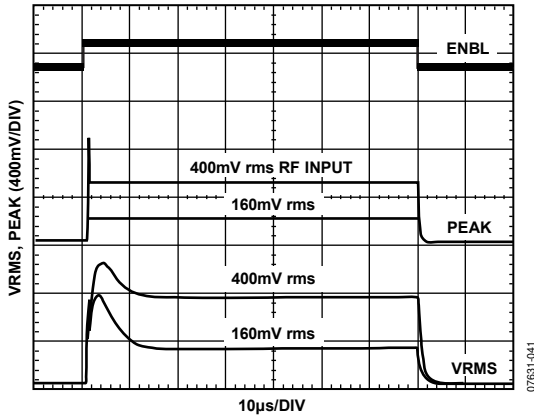 ENBL
VRMS, PEAK (400mV/DIV)
400mV rms RF INPUT
160mV rms
PEAK
400mV rms
160mV rms
VRMS
10µs/DIV
07631-041